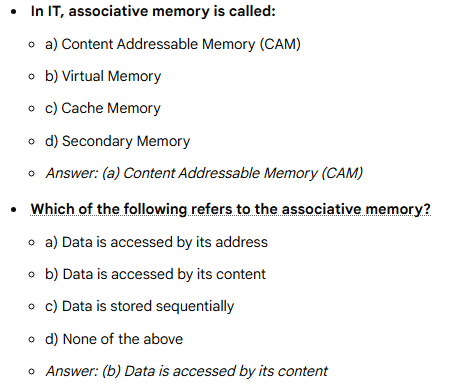 • In IT, associative memory is called:
○ a) Content Addressable Memory (CAM)
○ b) Virtual Memory
○ c) Cache Memory
○ d) Secondary Memory
○ Answer: (a) Content Addressable Memory (CAM)
• Which of the following refers to the associative memory?
○ a) Data is accessed by its address
○ b) Data is accessed by its content
○ c) Data is stored sequentially
○ d) None of the above
○ Answer: (b) Data is accessed by its content